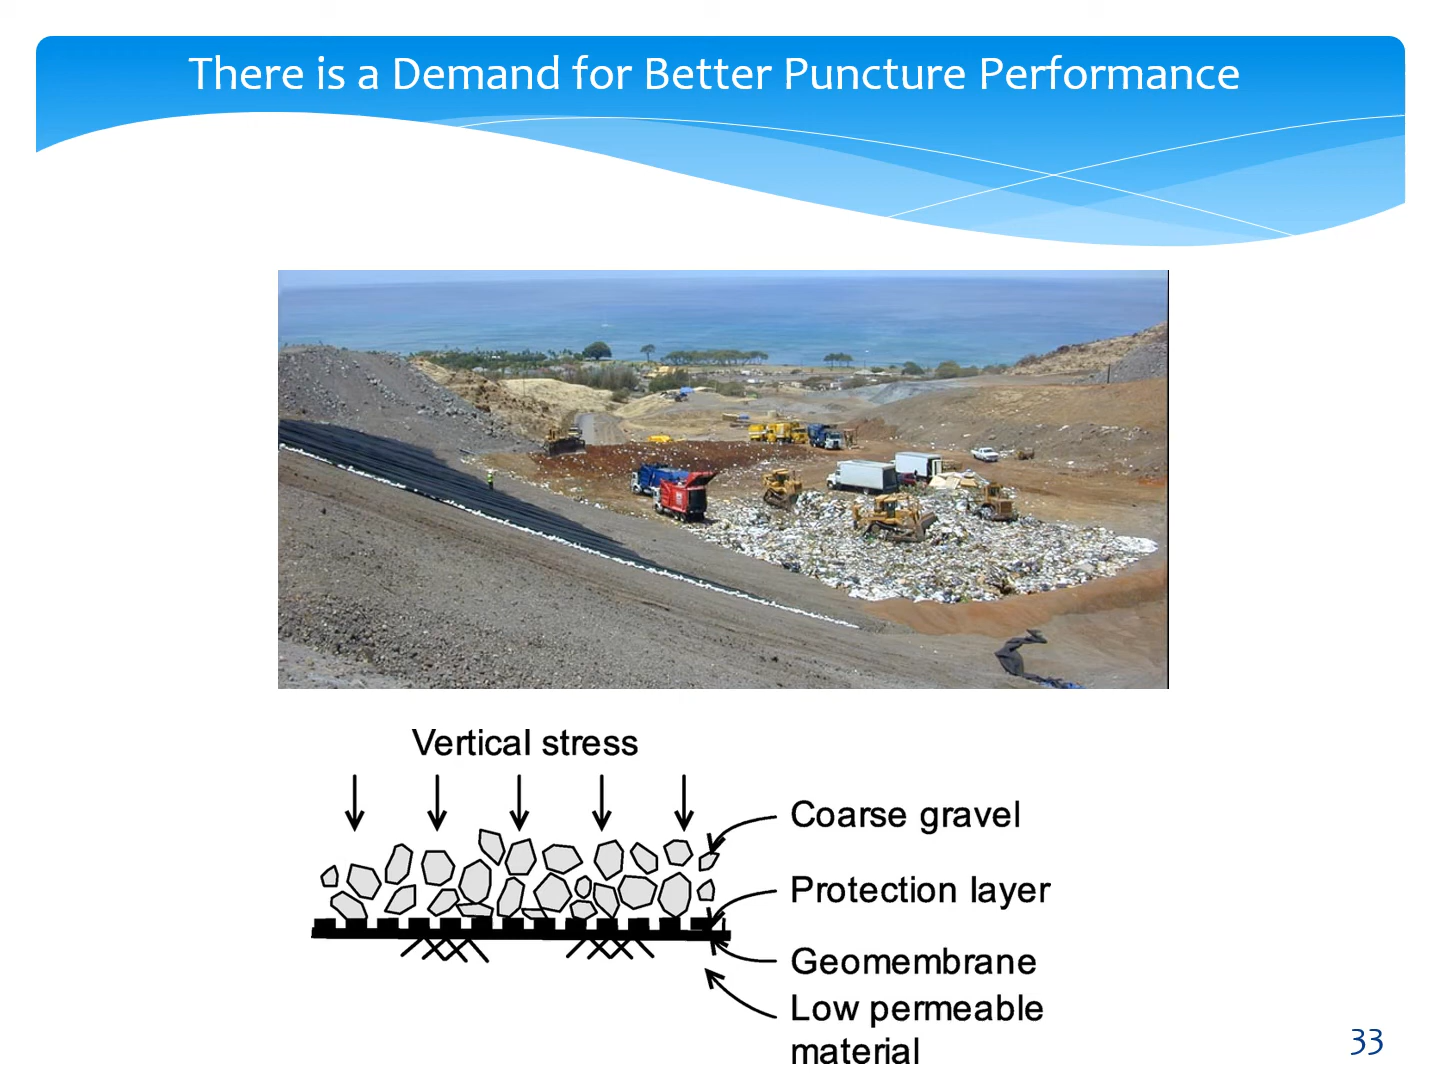 There is a Demand for Better Puncture Performance
Vertical stress
Coarse gravel
Protection layer
Geomembrane
Low permeable
material
33